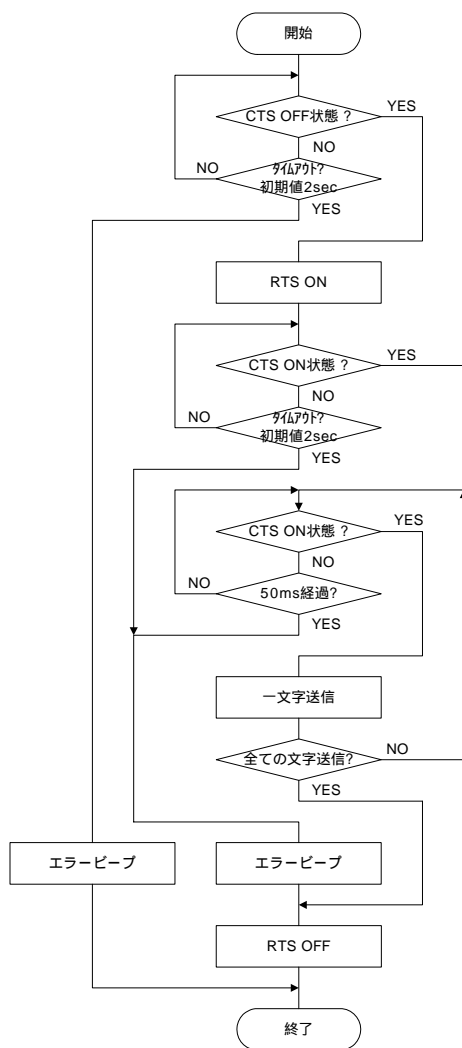 開始
CTS OFF状態 ?
YES
NO
NO
ﾀｲﾑｱｳﾄ?
初期値2sec
YES
RTS ON
CTS ON状態 ?
YES
NO
NO
ﾀｲﾑｱｳﾄ?
初期値2sec
YES
CTS ON状態 ?
YES
NO
NO
50ms経過?
YES
一文字送信
全ての文字送信?
NO
YES
エラービープ
エラービープ
RTS OFF
終了